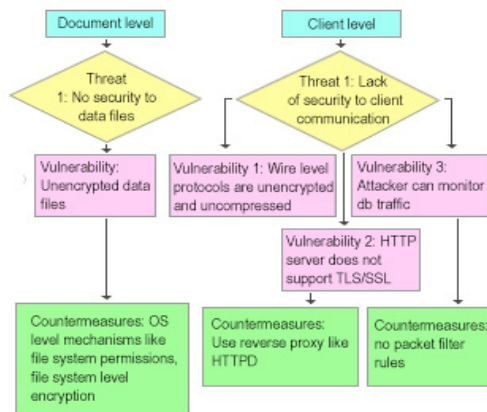 Document level
Client level
Threat
1: No security to
data files
Threat 1: Lack
of security to client
communication
Vulnerability:
Unencrypted data
files
Vulnerability 1: Wire level
protocols are unencrypted
and uncompressed
Vulnerability 3:
Attacker can monitor
db traffic
Vulnerability 2: HTTP
server does not
support TLS/SSL
Countermeasures: OS
level mechanisms like
file system permissions,
file system level
encryption
Countermeasures:
Use reverse proxy like
HTTPD
Countermeasures:
no packet filter
rules